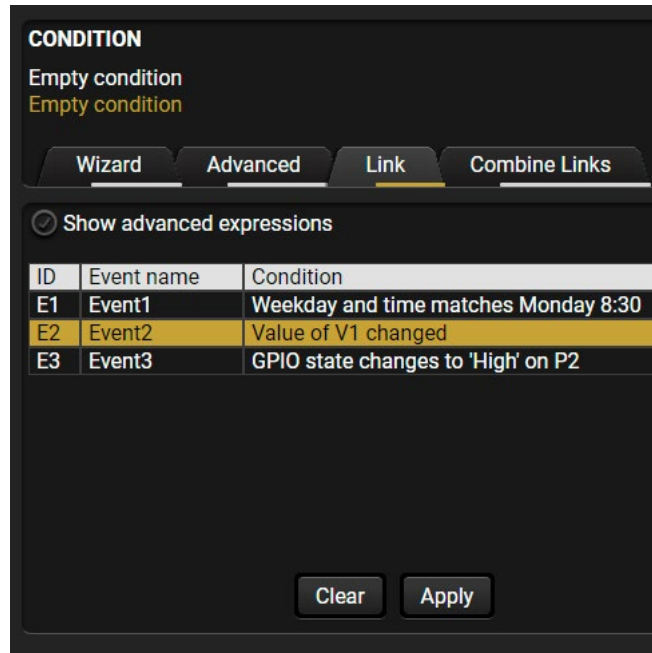 CONDITION
Empty condition
Empty condition
Wizard Advanced Link Combine Links
Show advanced expressions
ID Event name Condition
E1 Event1 Weekday and time matches Monday 8:30
E2 Event2 Value of V1 changed
E3 Event3 GPIO state changes to 'High' on P2
Clear Apply